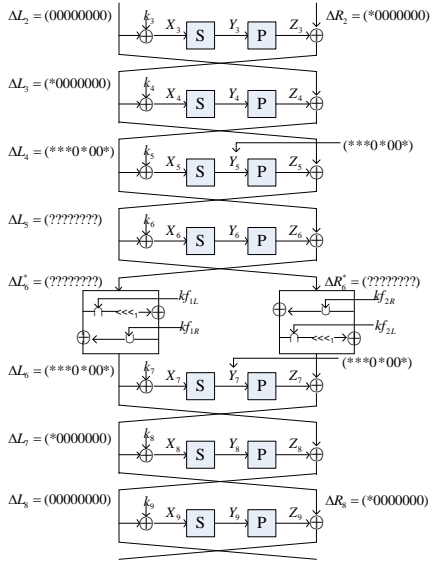 ΔL₂ = (00000000) k₃ X₃ S Y₃ P Z₃ ΔR₂ = (*0000000)
ΔL₃ = (*0000000) k₄ X₄ S Y₄ P Z₄
ΔL₄ = (***0*00*) k₅ X₅ S Y₅ P Z₅ (***0*00*)
ΔL₅ = (????????) k₆ X₆ S Y₆ P Z₆
ΔL₆* = (????????) ΔR₆* = (????????)
kf₁L kf₂R
∩ <<<₁ ∪
∪ kf₁R ∩ <<<₁ kf₂L
ΔL₆ = (***0*00*) k₇ X₇ S Y₇ P Z₇ (***0*00*)
ΔL₇ = (*0000000) k₈ X₈ S Y₈ P Z₈
ΔL₈ = (00000000) k₉ X₉ S Y₉ P Z₉ ΔR₈ = (*0000000)